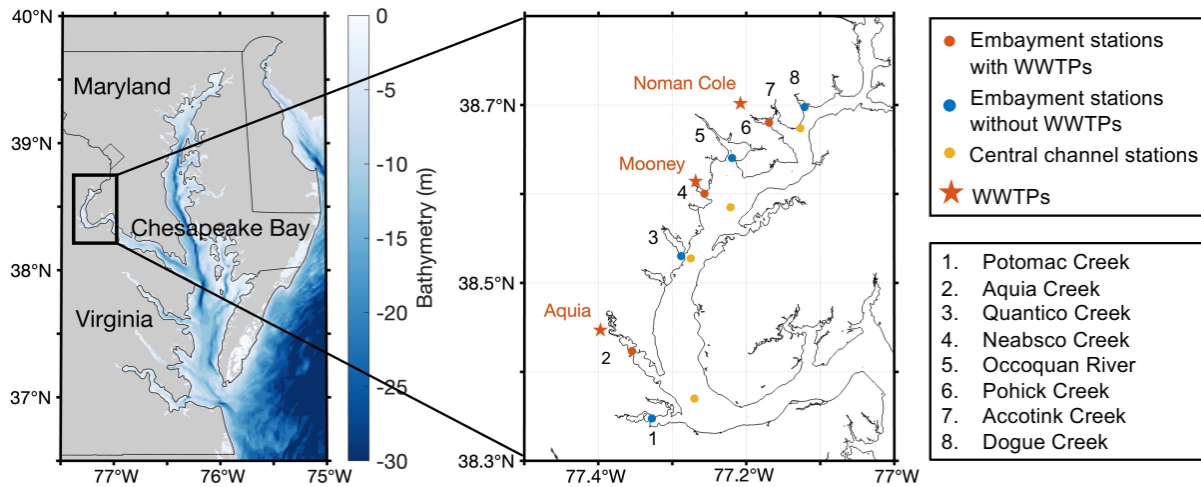 40°N
39°N
38°N
37°N
77°W
76°W
75°W
Maryland
Virginia
Chesapeake Bay
0
-5
-10
-15
-20
-25
-30
Bathymetry (m)
38.7°N
38.5°N
38.3°N
77.4°W
77.2°W
77°W
Noman Cole
Mooney
Aquia
8
7
6
5
4
3
2
1
Embayment stations
with WWTPs
Embayment stations
without WWTPs
Central channel stations
WWTPs
1. Potomac Creek
2. Aquia Creek
3. Quantico Creek
4. Neabsco Creek
5. Occoquan River
6. Pohick Creek
7. Accotink Creek
8. Dogue Creek